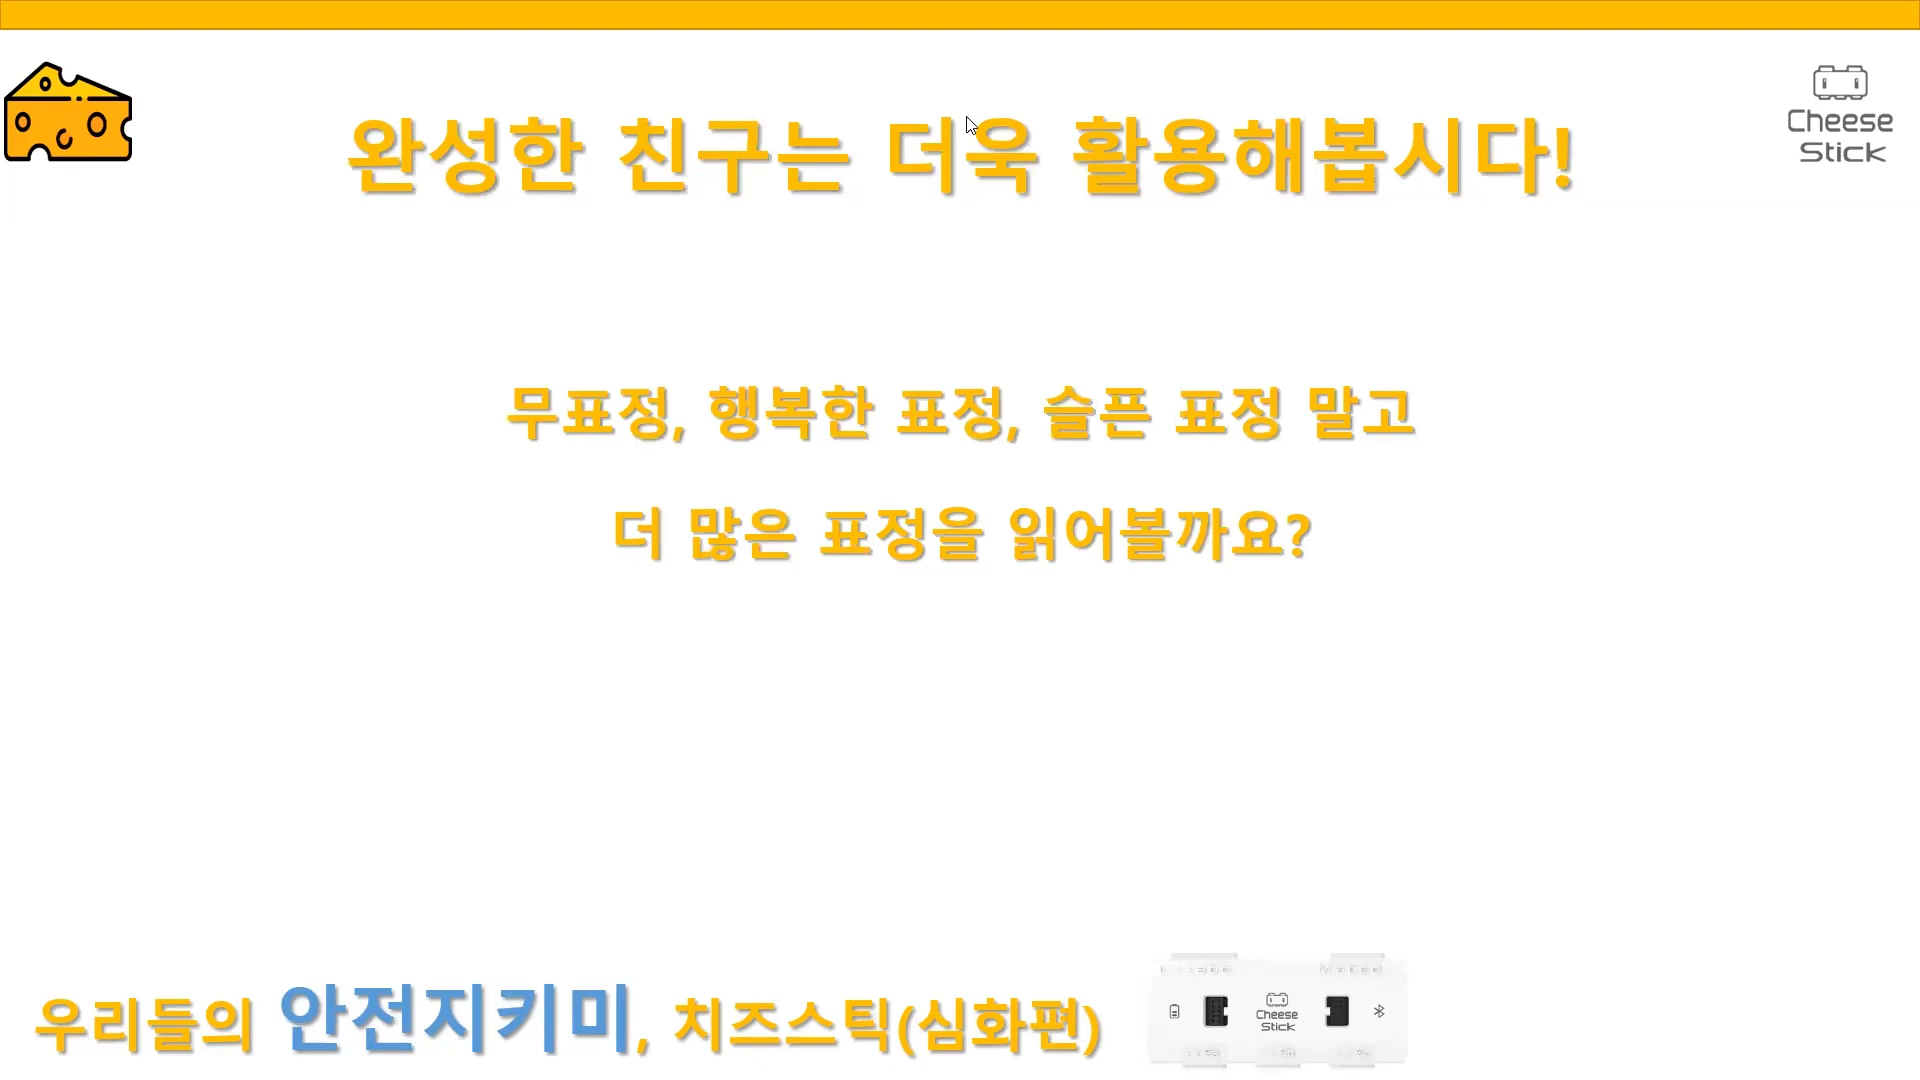 완성한 친구는 더욱 활용해봅시다!
Cheese
Stick
무표정, 행복한 표정, 슬픈 표정 말고
더 많은 표정을 읽어볼까요?
우리들의 안전지키미, 치즈스틱(심화편)
Cheese
Stick